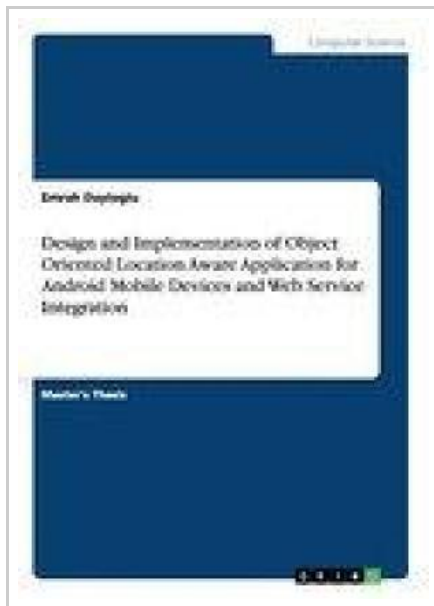 Computer Science
Emrah
Design and Implementation of Object
Oriented Location Aware Application for
Android Mobile Devices and Web Service
Integration
Master's Thesis
G R I N